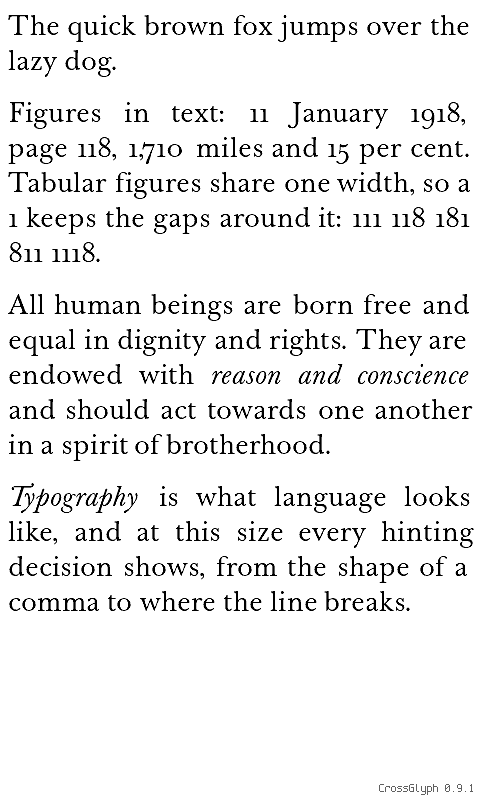 The quick brown fox jumps over the
lazy dog.
Figures in text: 11 January 1918,
page 118, 1,710 miles and 15 per cent.
Tabular figures share one width, so a
1 keeps the gaps around it: 111 118 181
811 1118.
All human beings are born free and
equal in dignity and rights. They are
endowed with reason and conscience
and should act towards one another
in a spirit of brotherhood.
Typography is what language looks
like, and at this size every hinting
decision shows, from the shape of a
comma to where the line breaks.
CrossGlyph 0.9.1